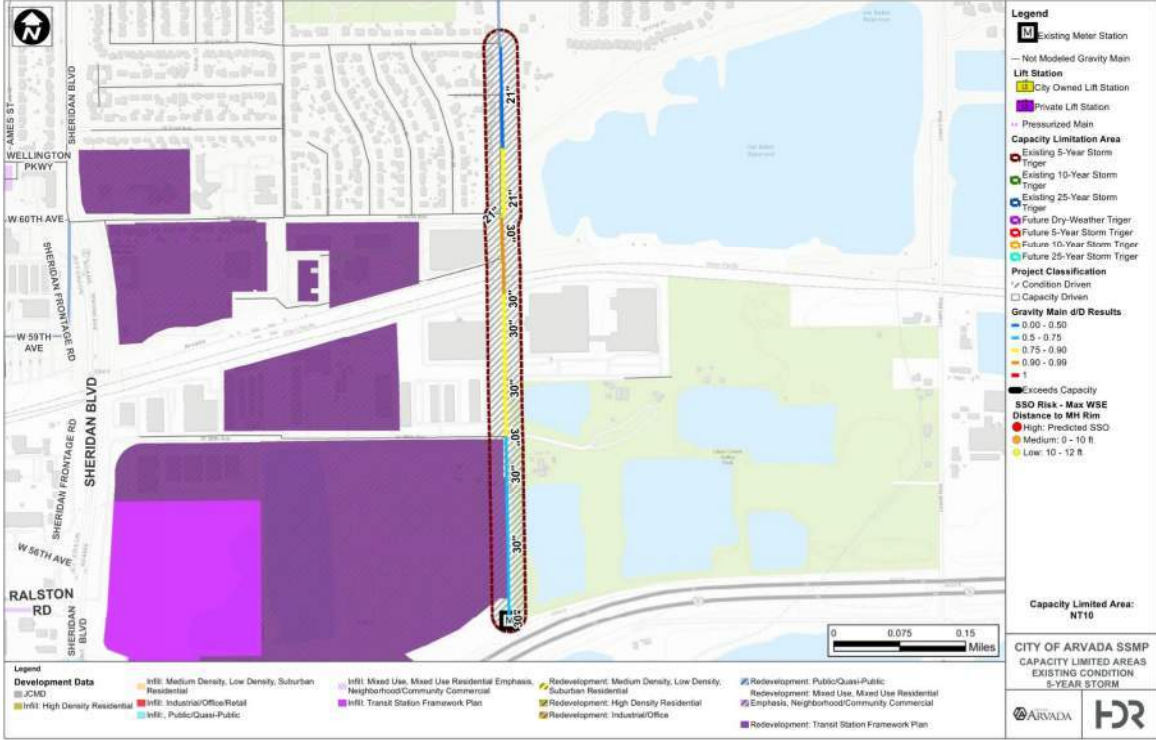 N
AMES ST
SHERIDAN BLVD
WELLINGTON
PKWY
W 60TH AVE
SHERIDAN FRONTAGE RD
W 59TH
AVE
SHERIDAN BLVD
SHERIDAN FRONTAGE RD
W 56TH AVE
RALSTON
RD
SHERIDAN
BLVD
21"
21"
21"
30"
30"
30"
30"
30"
30"
30"
30"
M
0 0.075 0.15
Miles
Legend
M Existing Meter Station
Not Modeled Gravity Main
Lift Station
LS City Owned Lift Station
LS Private Lift Station
Pressurized Main
Capacity Limitation Area
Existing 5-Year Storm
Triger
Existing 10-Year Storm
Triger
Existing 25-Year Storm
Triger
Future Dry-Weather Triger
Future 5-Year Storm Triger
Future 10-Year Storm Triger
Future 25-Year Storm Triger
Project Classification
Condition Driven
Capacity Driven
Gravity Main d/D Results
0.00 - 0.50
0.5 - 0.75
0.75 - 0.90
0.90 - 0.99
1
Exceeds Capacity
SSO Risk - Max WSE
Distance to MH Rim
High: Predicted SSO
Medium: 0 - 10 ft
Low: 10 - 12 ft
Capacity Limited Area:
NT10
CITY OF ARVADA SSMP
CAPACITY LIMITED AREAS
EXISTING CONDITION
5-YEAR STORM
ARVADA
HDR
Legend
Development Data
JCMD
Infill: High Density Residential
Infill: Medium Density, Low Density, Suburban
Residential
Infill: Industrial/Office/Retail
Infill:, Public/Quasi-Public
Infill: Mixed Use, Mixed Use Residential Emphasis,
Neighborhood/Community Commercial
Infill: Transit Station Framework Plan
Redevelopment: Medium Density, Low Density,
Suburban Residential
Redevelopment: High Density Residential
Redevelopment: Industrial/Office
Redevelopment: Public/Quasi-Public
Redevelopment: Mixed Use, Mixed Use Residential
Emphasis, Neighborhood/Community Commercial
Redevelopment: Transit Station Framework Plan